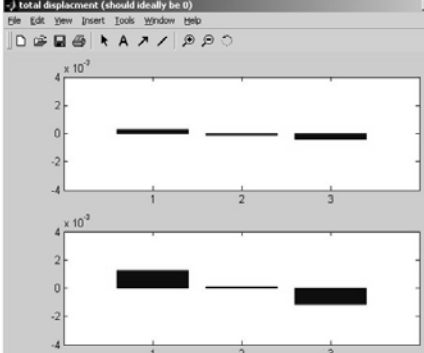 total displacment (should ideally be 0)
File Edit View Insert Tools Window Help
A
x 10⁻³
4
2
0
-2
-4
1 2 3
x 10⁻³
4
2
0
-2
-4
1 2 3